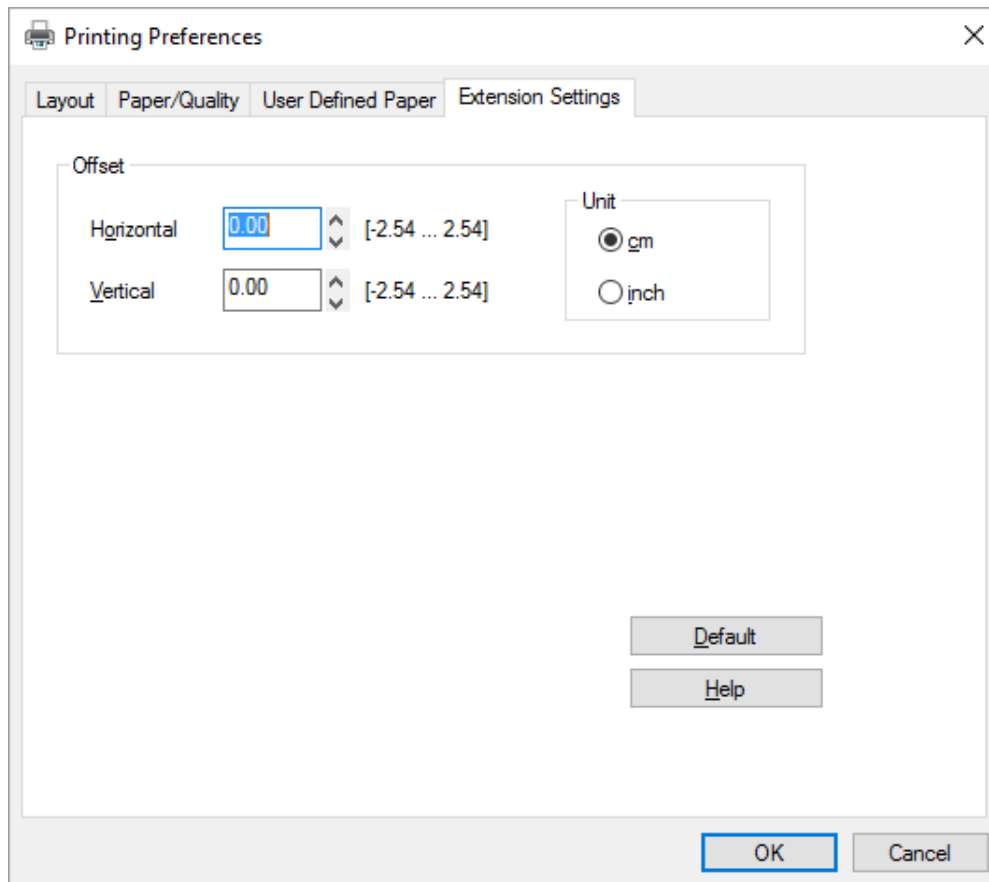 Printing Preferences
Layout Paper/Quality User Defined Paper Extension Settings
Offset
Unit
Horizontal 0.00 [-2.54 ... 2.54]
cm
Vertical 0.00 [-2.54 ... 2.54]
inch
Default
Help
OK Cancel